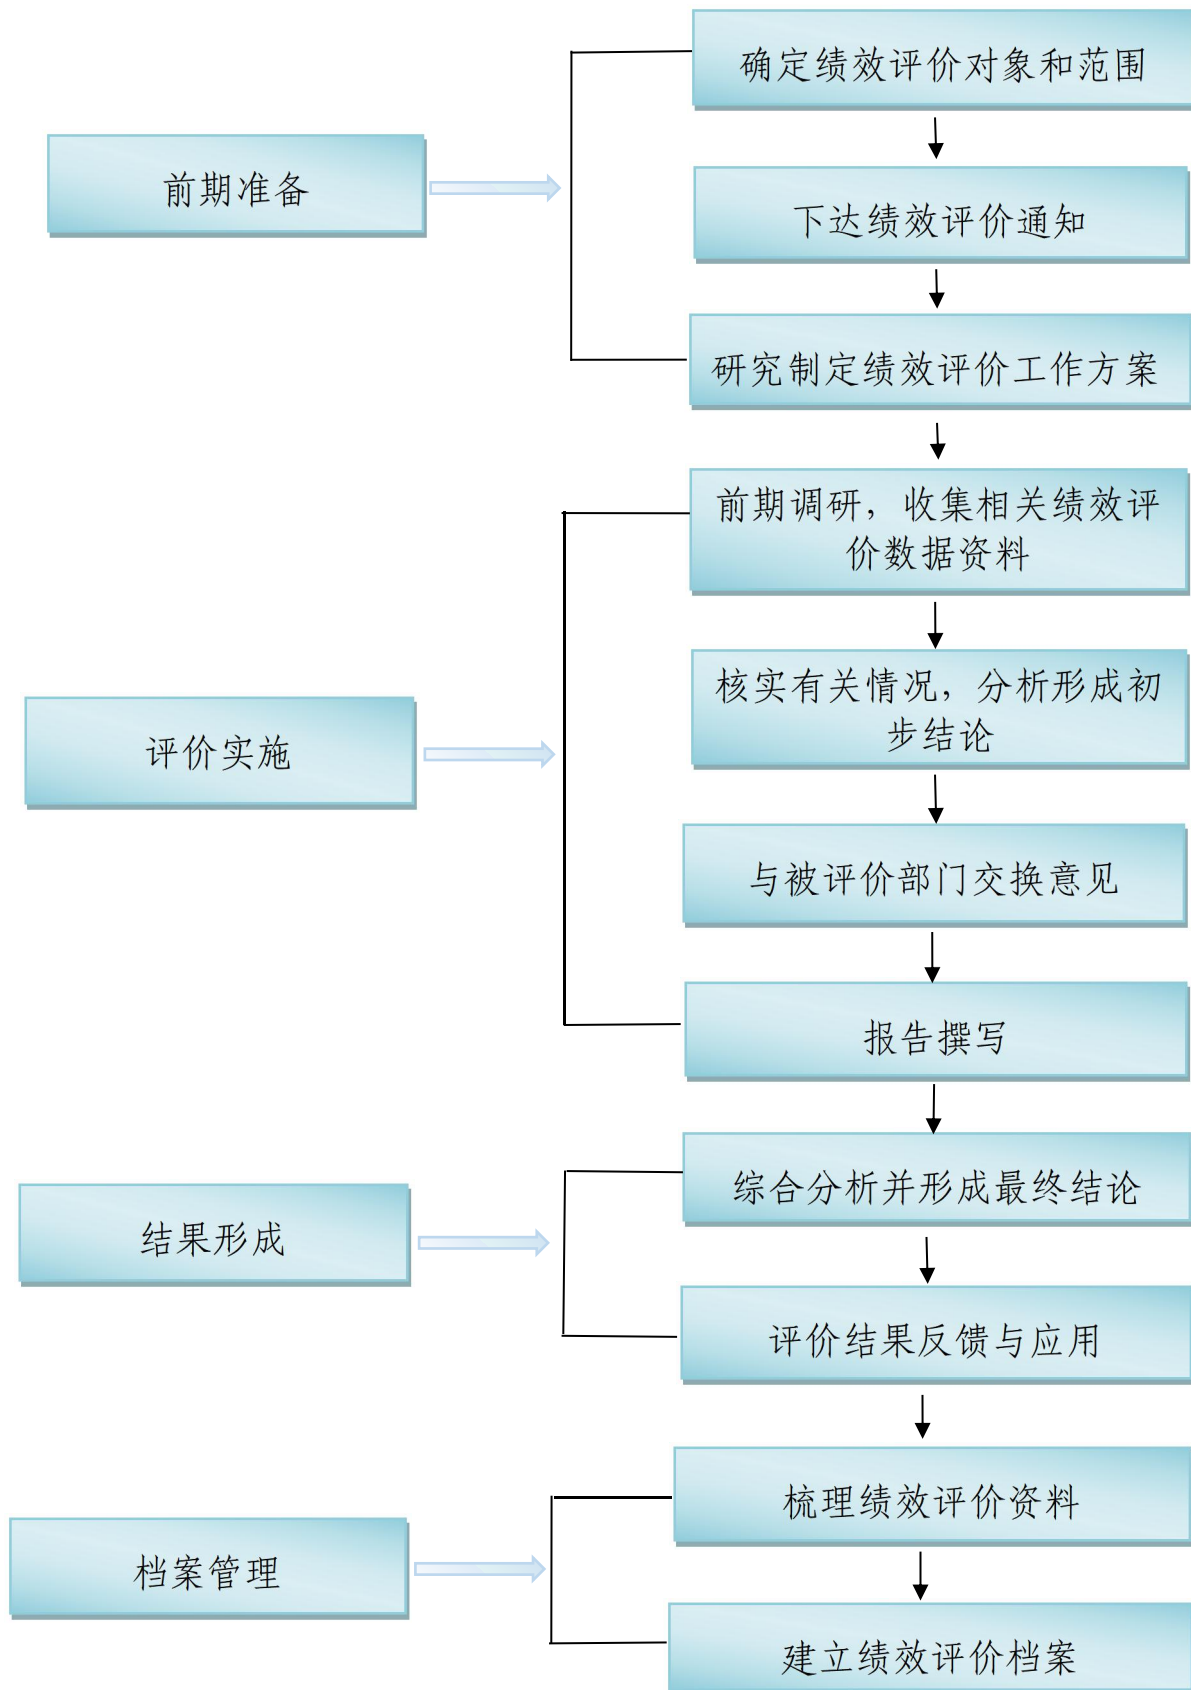 确定绩效评价对象和范围
前期准备
下达绩效评价通知
研究制定绩效评价工作方案
前期调研，收集相关绩效评
价数据资料
核实有关情况，分析形成初
步结论
评价实施
与被评价部门交换意见
报告撰写
综合分析并形成最终结论
结果形成
评价结果反馈与应用
梳理绩效评价资料
档案管理
建立绩效评价档案